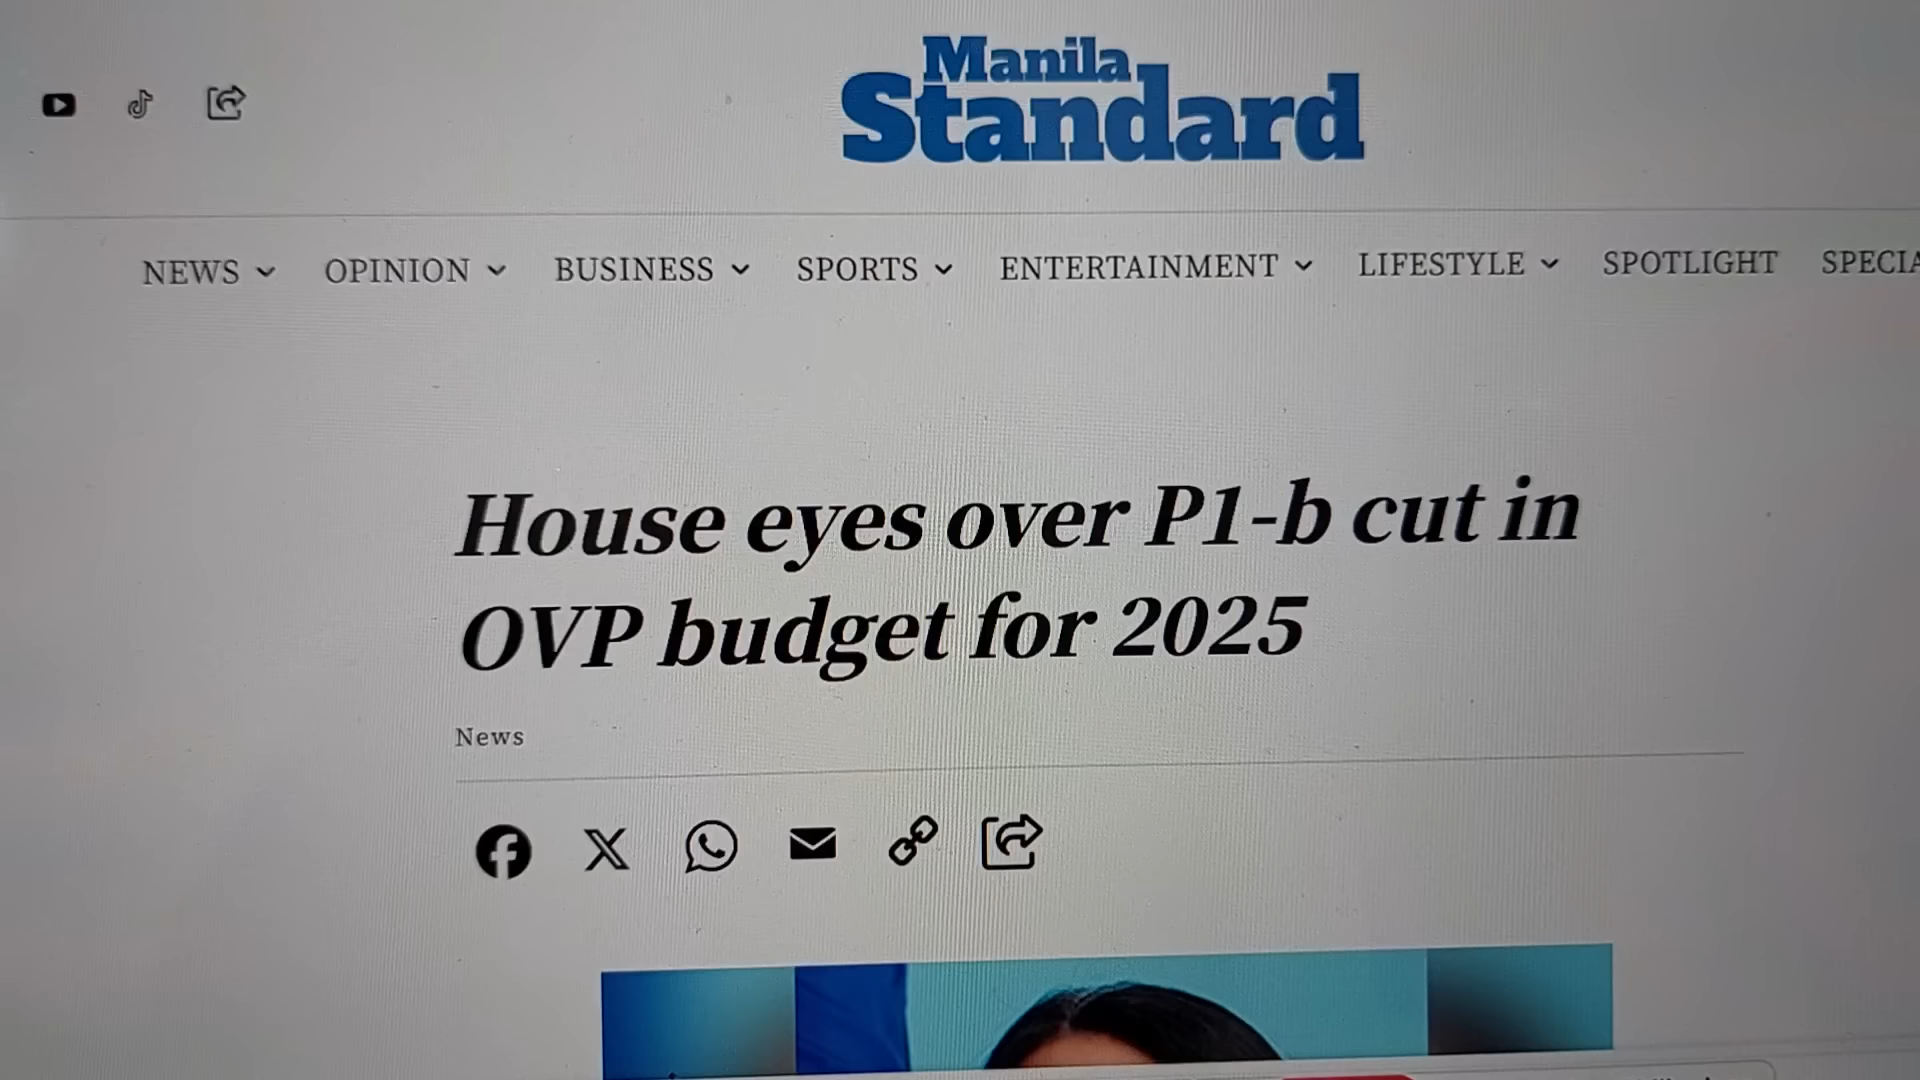 Manila
Standard
NEWS OPINION BUSINESS SPORTS ENTERTAINMENT LIFESTYLE SPOTLIGHT
House eyes over P1-b cut in
OVP budget for 2025
News